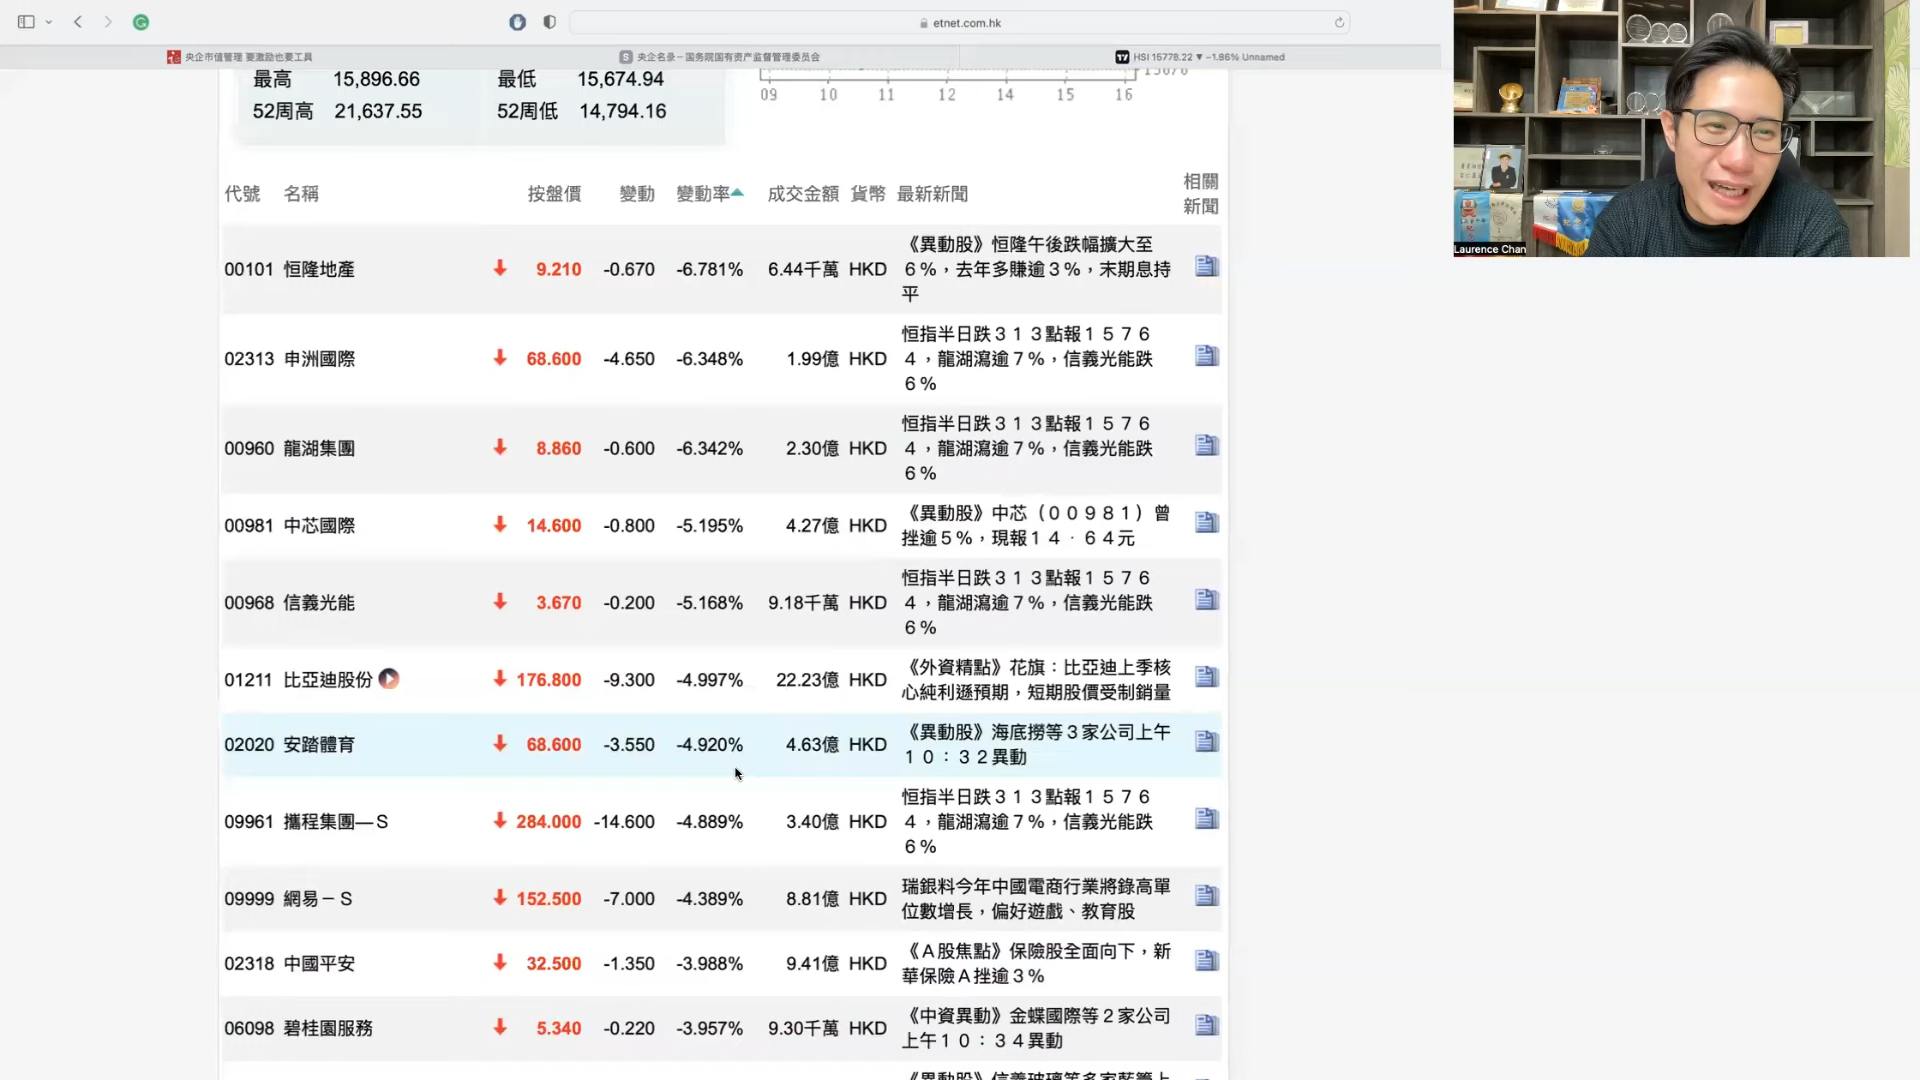 etnet.com.hk
央企市值管理 要激励也要工具
央企名录－国务院国有资产监督管理委员会
HSI 15778.22 ▼ −1.86% Unnamed
最高 15,896.66 最低 15,674.94
52周高 21,637.55 52周低 14,794.16
09 10 11 12 14 15 16
Laurence Chan
代號 名稱 按盤價 變動 變動率 成交金額 貨幣 最新新聞 相關
新聞
《異動股》恒隆午後跌幅擴大至
00101 恒隆地產 9.210 -0.670 -6.781% 6.44千萬 HKD ６%，去年多賺逾３%，末期息持
平
恒指半日跌３１３點報１５７６
02313 申洲國際 68.600 -4.650 -6.348% 1.99億 HKD ４，龍湖瀉逾７%，信義光能跌
６%
恒指半日跌３１３點報１５７６
00960 龍湖集團 8.860 -0.600 -6.342% 2.30億 HKD ４，龍湖瀉逾７%，信義光能跌
６%
《異動股》中芯（００９８１）曾
00981 中芯國際 14.600 -0.800 -5.195% 4.27億 HKD 挫逾５%，現報１４﹒６４元
恒指半日跌３１３點報１５７６
00968 信義光能 3.670 -0.200 -5.168% 9.18千萬 HKD ４，龍湖瀉逾７%，信義光能跌
６%
《外資精點》花旗：比亞迪上季核
01211 比亞迪股份 176.800 -9.300 -4.997% 22.23億 HKD 心純利遜預期，短期股價受制銷量
《異動股》海底撈等３家公司上午
02020 安踏體育 68.600 -3.550 -4.920% 4.63億 HKD １０：３２異動
恒指半日跌３１３點報１５７６
09961 攜程集團—Ｓ 284.000 -14.600 -4.889% 3.40億 HKD ４，龍湖瀉逾７%，信義光能跌
６%
瑞銀料今年中國電商行業將錄高單
09999 網易－Ｓ 152.500 -7.000 -4.389% 8.81億 HKD 位數增長，偏好遊戲、教育股
《Ａ股焦點》保險股全面向下，新
02318 中國平安 32.500 -1.350 -3.988% 9.41億 HKD 華保險Ａ挫逾３%
《中資異動》金蝶國際等２家公司
06098 碧桂園服務 5.340 -0.220 -3.957% 9.30千萬 HKD 上午１０：３４異動